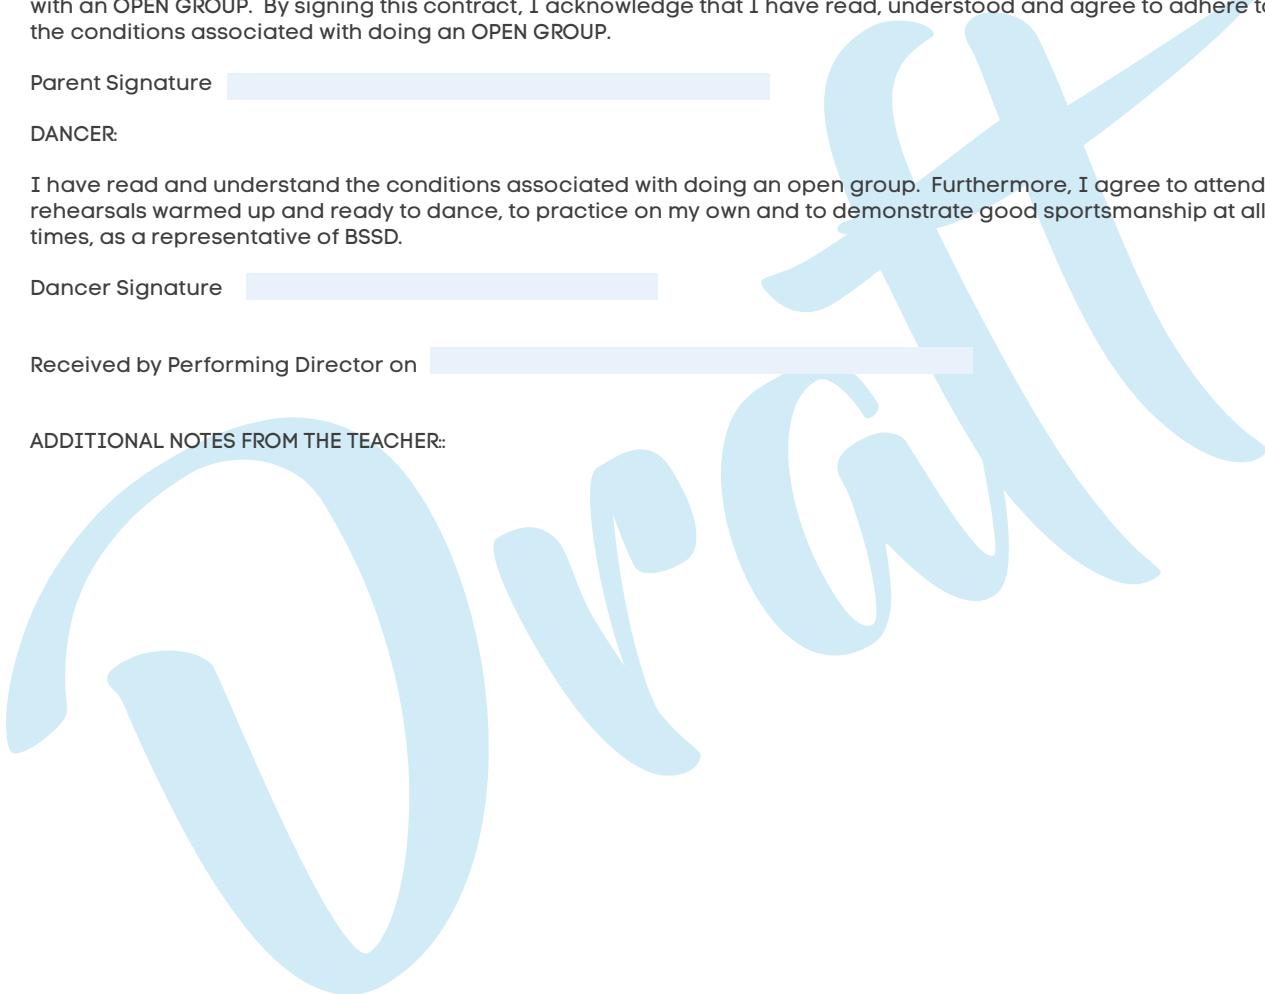 with an OPEN GROUP.  By signing this contract, I acknowledge that I have read, understood and agree to adhere to
the conditions associated with doing an OPEN GROUP.
Parent Signature
DANCER:
I have read and understand the conditions associated with doing an open group.  Furthermore, I agree to attend
rehearsals warmed up and ready to dance, to practice on my own and to demonstrate good sportsmanship at all
times, as a representative of BSSD.
Dancer Signature
Received by Performing Director on
ADDITIONAL NOTES FROM THE TEACHER::
Draft